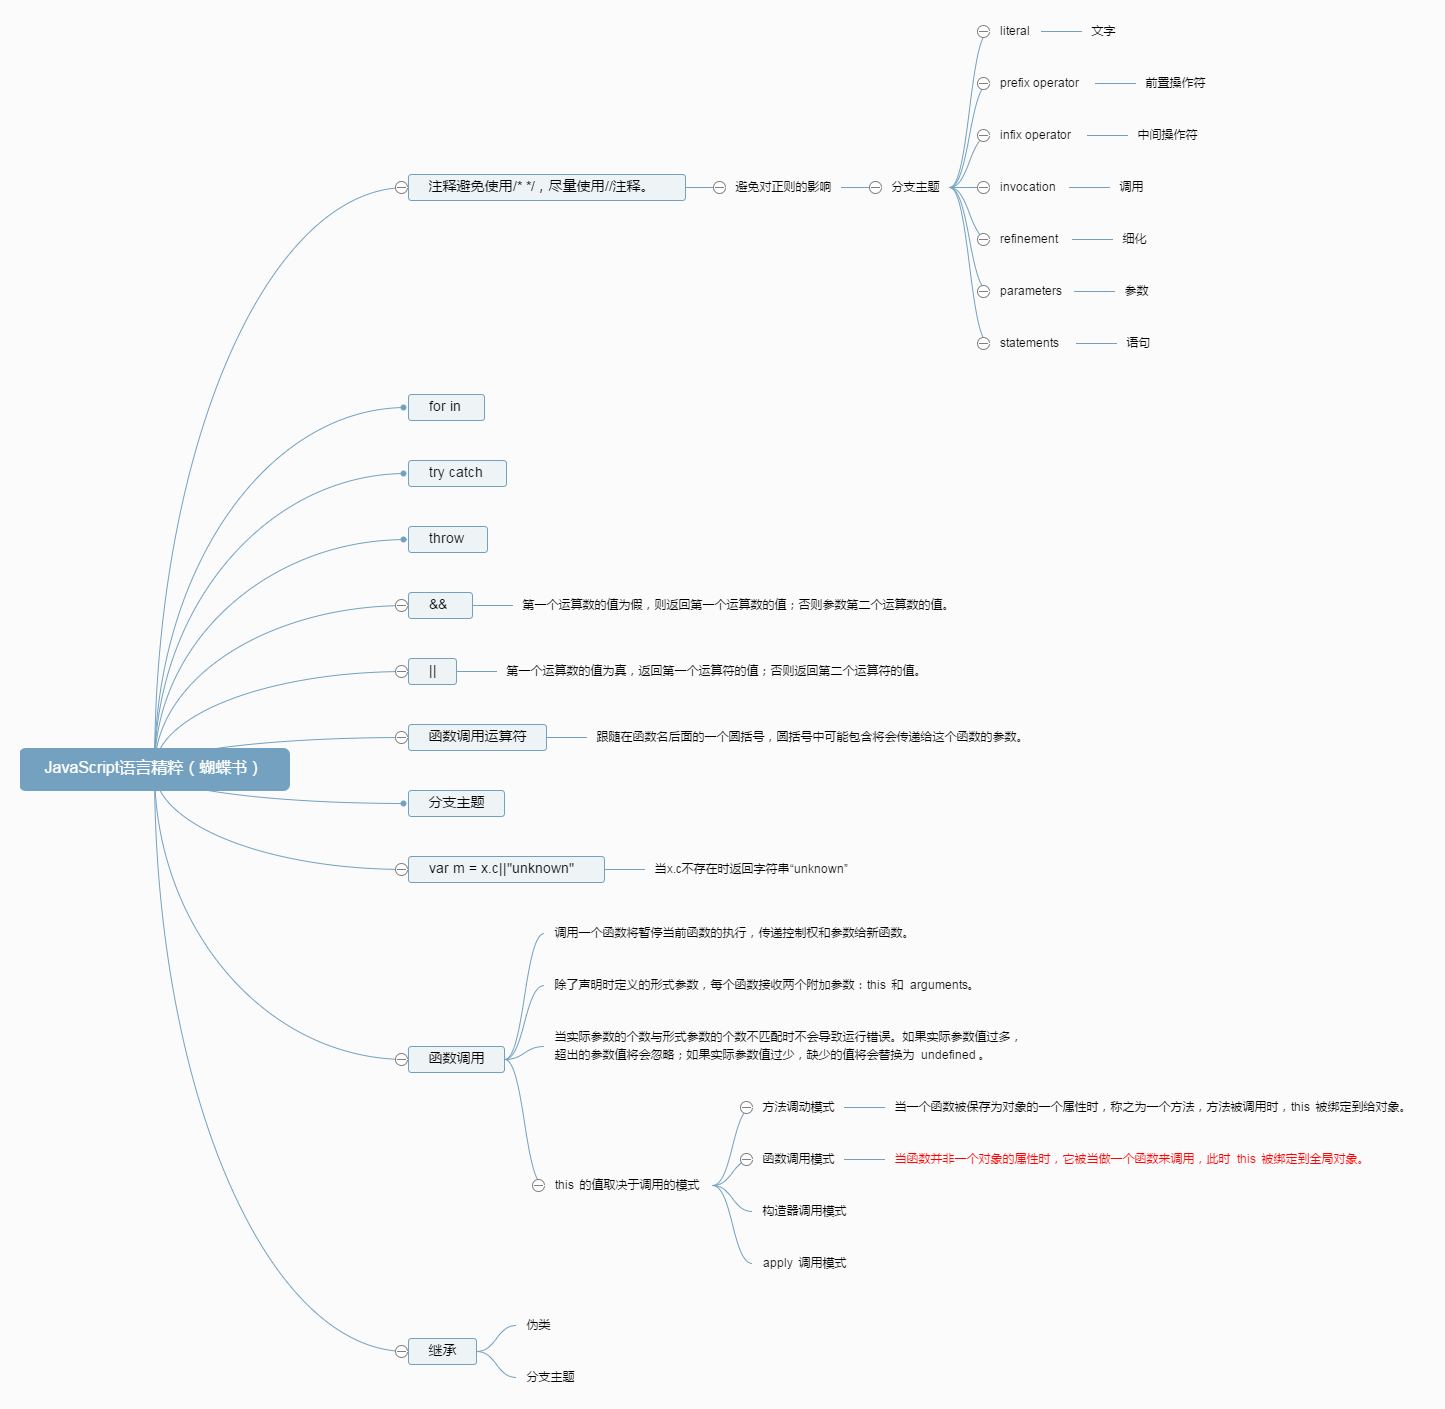 literal
文字
prefix operator
前置操作符
infix operator
中间操作符
注释避免使用/* */，尽量使用//注释。
避免对正则的影响
分支主题
invocation
调用
refinement
细化
parameters
参数
statements
语句
for in
try catch
throw
&&
第一个运算数的值为假，则返回第一个运算数的值；否则参数第二个运算数的值。
||
第一个运算数的值为真，返回第一个运算符的值；否则返回第二个运算符的值。
函数调用运算符
跟随在函数名后面的一个圆括号，圆括号中可能包含将会传递给这个函数的参数。
JavaScript语言精粹（蝴蝶书）
分支主题
var m = x.c||"unknown"
当x.c不存在时返回字符串“unknown”
调用一个函数将暂停当前函数的执行，传递控制权和参数给新函数。
除了声明时定义的形式参数，每个函数接收两个附加参数：this 和 arguments。
当实际参数的个数与形式参数的个数不匹配时不会导致运行错误。如果实际参数值过多，
超出的参数值将会忽略；如果实际参数值过少，缺少的值将会替换为 undefined 。
函数调用
方法调动模式
当一个函数被保存为对象的一个属性时，称之为一个方法，方法被调用时，this 被绑定到给对象。
函数调用模式
当函数并非一个对象的属性时，它被当做一个函数来调用，此时 this 被绑定到全局对象。
this 的值取决于调用的模式
构造器调用模式
apply 调用模式
伪类
继承
分支主题